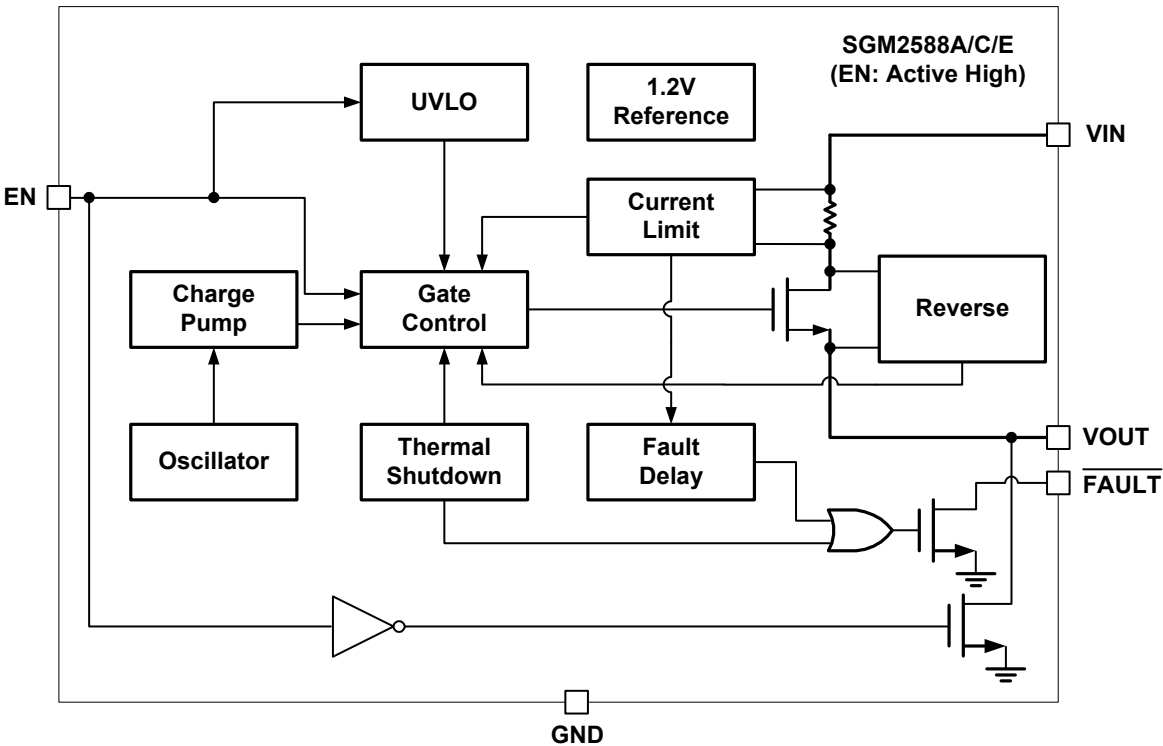 SGM2588A/C/E
(EN: Active High)
UVLO
1.2V
Reference
VIN
EN
Current
Limit
Charge
Pump
Gate
Control
Reverse
Oscillator
Thermal
Shutdown
Fault
Delay
VOUT
FAULT
GND